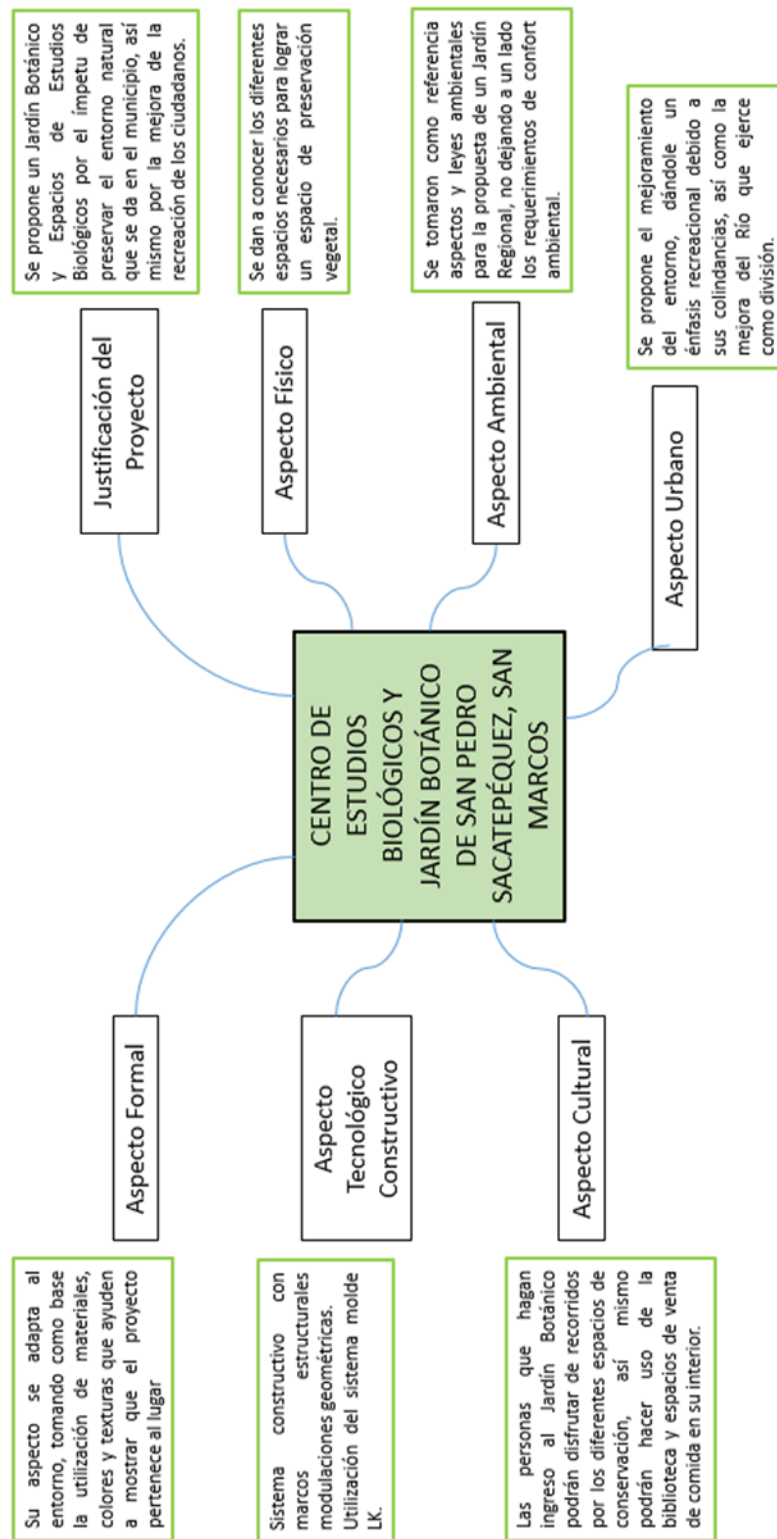 CENTRO DE
ESTUDIOS
BIOLÓGICOS Y
JARDÍN BOTÁNICO
DE SAN PEDRO
SACATEPÉQUEZ, SAN
MARCOS
Aspecto Formal
Su aspecto se adapta al
entorno, tomando como base
la utilización de materiales,
colores y texturas que ayuden
a mostrar que el proyecto
pertenece al lugar
Aspecto
Tecnológico
Constructivo
Sistema constructivo con
marcos estructurales
modulaciones geométricas.
Utilización del sistema molde
LK.
Aspecto Cultural
Las personas que hagan
ingreso al Jardín Botánico
podrán disfrutar de recorridos
por los diferentes espacios de
conservación, así mismo
podrán hacer uso de la
biblioteca y espacios de venta
de comida en su interior.
Justificación del
Proyecto
Se propone un Jardín Botánico
y Espacios de Estudios
Biológicos por el ímpetu de
preservar el entorno natural
que se da en el municipio, así
mismo por la mejora de la
recreación de los ciudadanos.
Aspecto Físico
Se dan a conocer los diferentes
espacios necesarios para lograr
un espacio de preservación
vegetal.
Aspecto Ambiental
Se tomaron como referencia
aspectos y leyes ambientales
para la propuesta de un Jardín
Regional, no dejando a un lado
los requerimientos de confort
ambiental.
Aspecto Urbano
Se propone el mejoramiento
del entorno, dándole un
énfasis recreacional debido a
sus colindancias, así como la
mejora del Río que ejerce
como división.